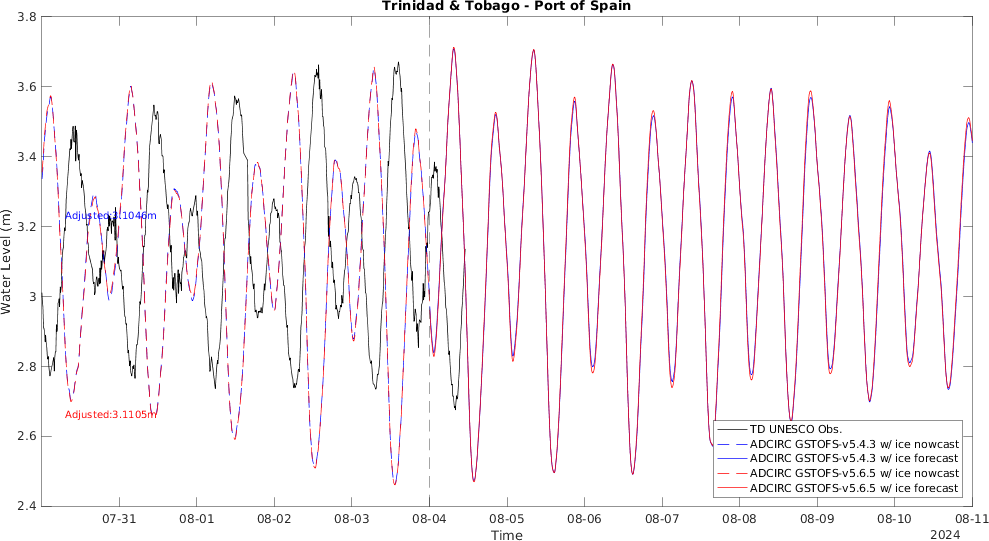 Trinidad & Tobago - Port of Spain
3.8
3.6
3.4
3.2
3
2.8
2.6
2.4
Water Level (m)
Adjusted:3.1046m
Adjusted:3.1105m
TD UNESCO Obs.
ADCIRC GSTOFS-v5.4.3 w/ ice nowcast
ADCIRC GSTOFS-v5.4.3 w/ ice forecast
ADCIRC GSTOFS-v5.6.5 w/ ice nowcast
ADCIRC GSTOFS-v5.6.5 w/ ice forecast
07-31 08-01 08-02 08-03 08-04 08-05 08-06 08-07 08-08 08-09 08-10 08-11
Time
2024